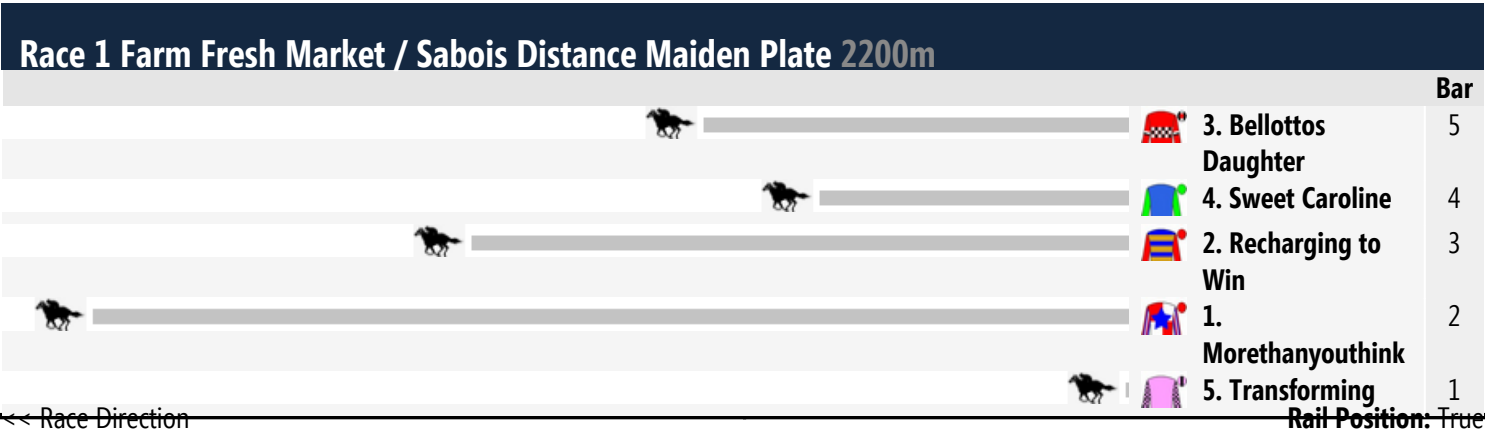 Race 1 Farm Fresh Market / Sabois Distance Maiden Plate 2200m
Bar
3. Bellottos 5
Daughter
4. Sweet Caroline 4
2. Recharging to 3
Win
1. 2
Morethanyouthink
5. Transforming 1
<< Race Direction Rail Position: True